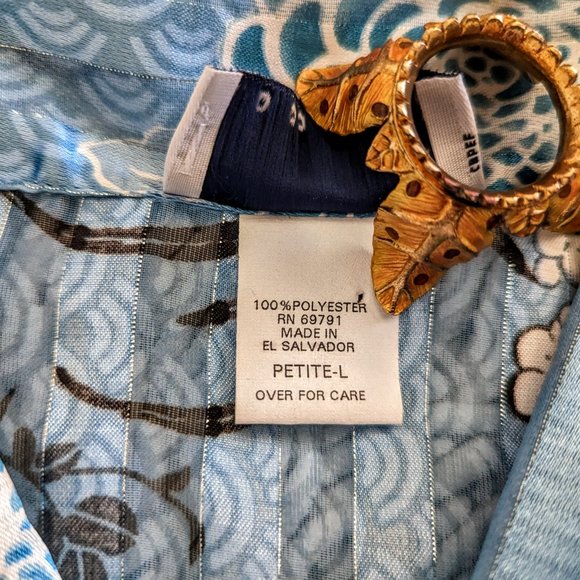 100%POLYESTER
RN 69791
MADE IN
EL SALVADOR
PETITE-L
OVER FOR CARE